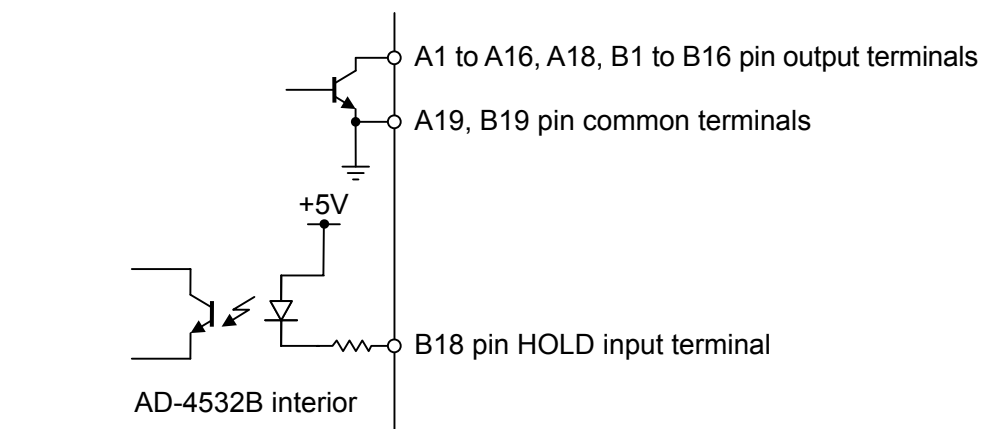 A1 to A16, A18, B1 to B16 pin output terminals
A19, B19 pin common terminals
+5V
B18 pin HOLD input terminal
AD-4532B interior